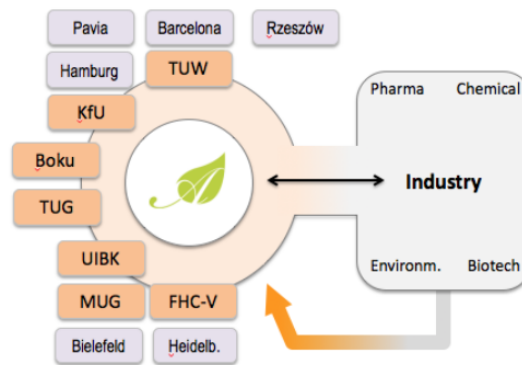 Pavia
Barcelona
Rzeszów
Hamburg
TUW
KfU
Boku
TUG
UIBK
MUG
FHC-V
Bielefeld
Heidelb.
Pharma
Chemical
Industry
Environm.
Biotech